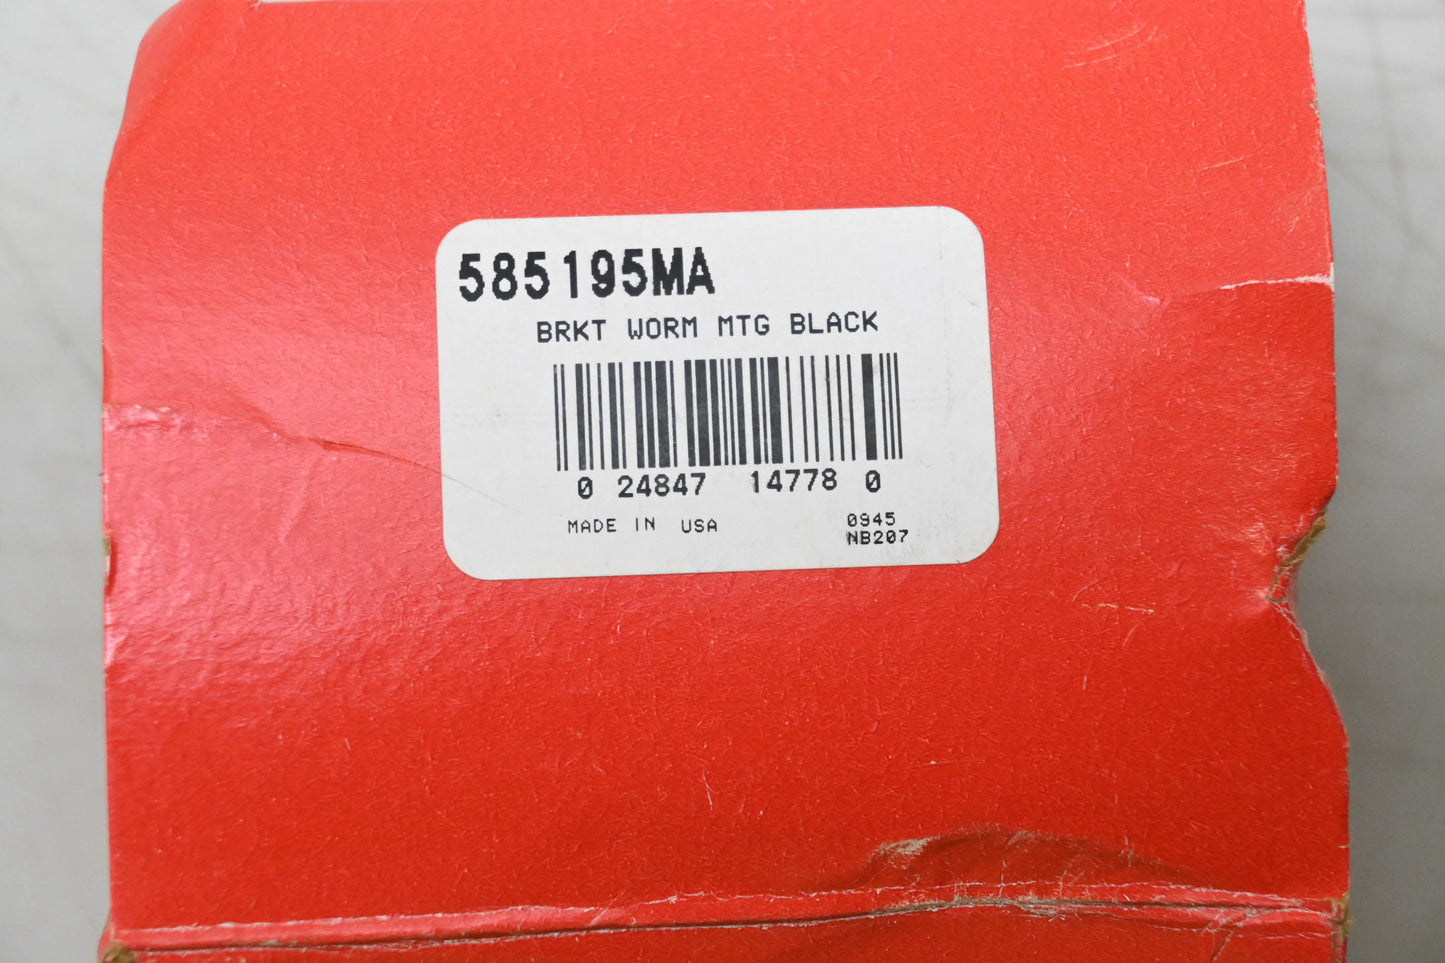 585195MA
BRKT WORM MTG BLACK
0 24847 14778 0
MADE IN USA
0945
NB207